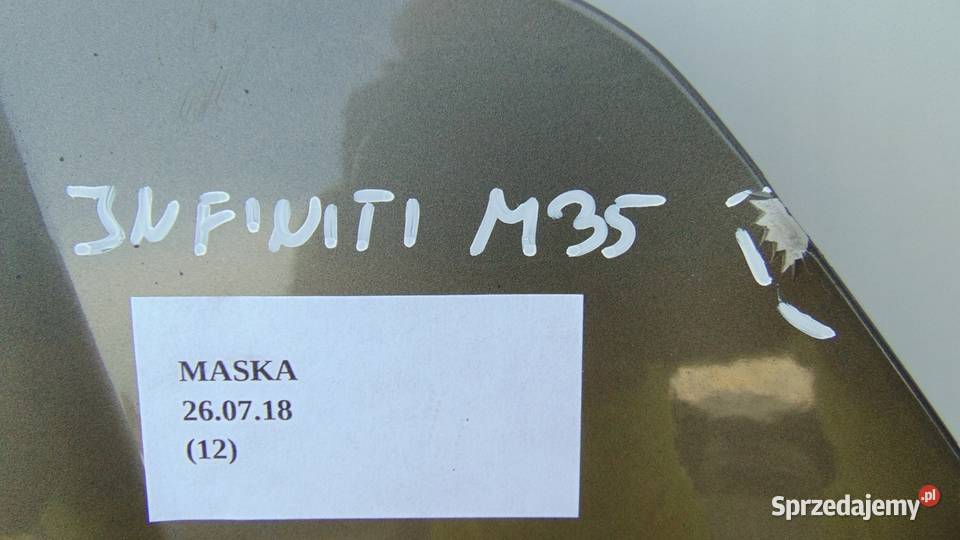 INFINITI M35
MASKA
26.07.18
(12)
Sprzedajemy.pl